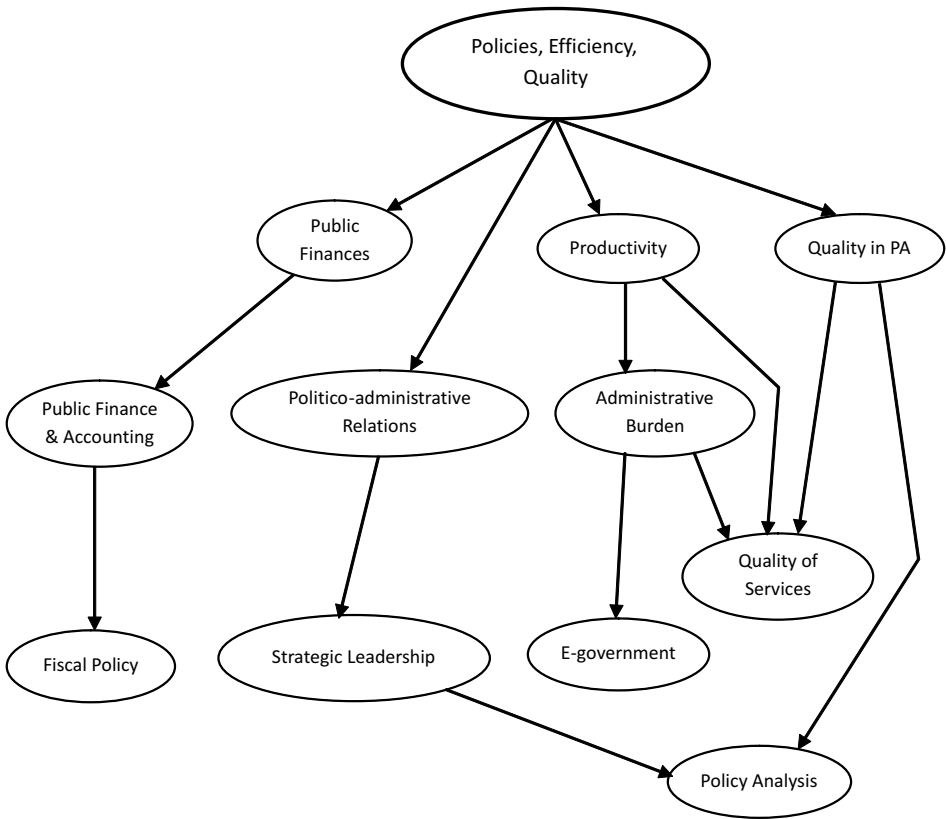 Policies, Efficiency,
Quality
Public
Finances
Productivity
Quality in PA
Public Finance
& Accounting
Politico-administrative
Relations
Administrative
Burden
Quality of
Services
Fiscal Policy
Strategic Leadership
E-government
Policy Analysis